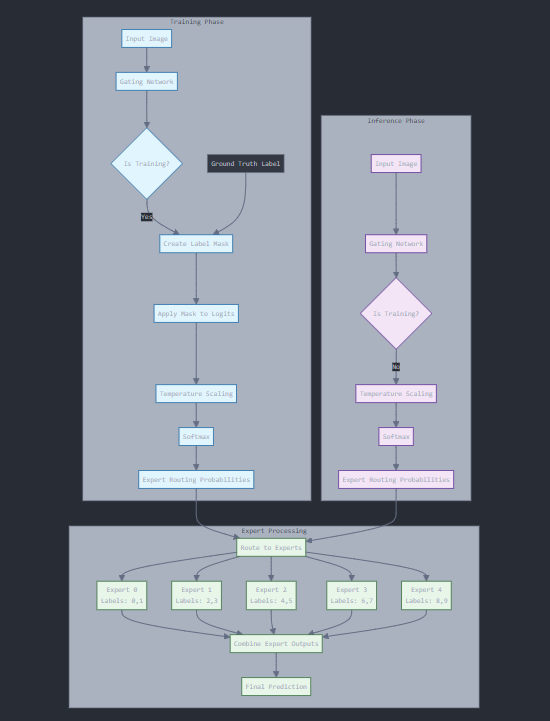 Training Phase
Input Image
Gating Network
Is Training?
Ground Truth Label
Yes
Create Label Mask
Apply Mask to Logits
Temperature Scaling
Softmax
Expert Routing Probabilities
Inference Phase
Input Image
Gating Network
Is Training?
No
Temperature Scaling
Softmax
Expert Routing Probabilities
Expert Processing
Route to Experts
Expert 0
Labels: 0,1
Expert 1
Labels: 2,3
Expert 2
Labels: 4,5
Expert 3
Labels: 6,7
Expert 4
Labels: 8,9
Combine Expert Outputs
Final Prediction